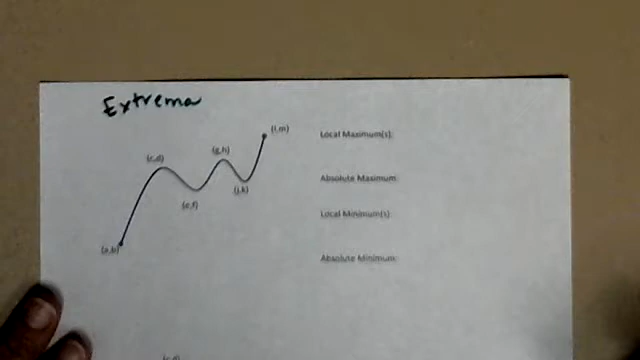 Extrema
(l,m)
Local Maximum(s):
(g,h)
(c,d)
Absolute Maximum:
(e,f)
(j,k)
Local Minimum(s):
(a,b)
Absolute Minimum:
(c,d)